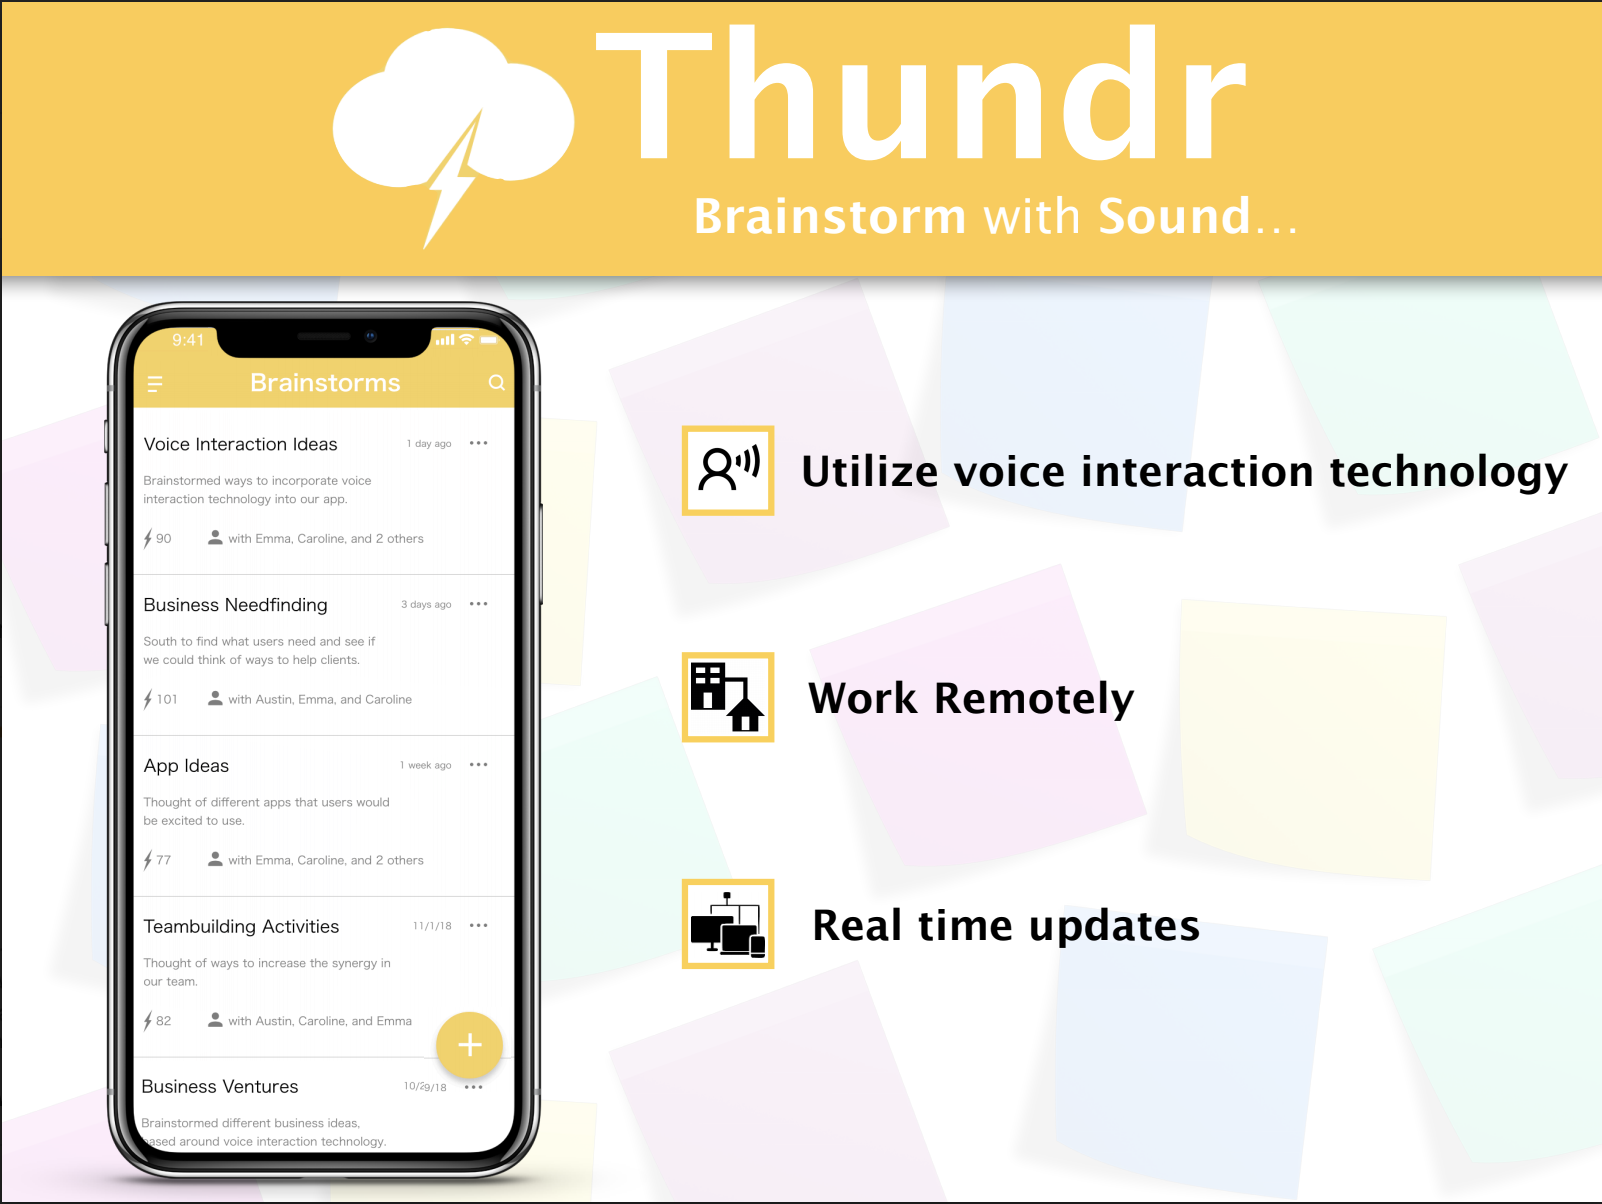 Thundr
Brainstorm with Sound...
9:41
Brainstorms
Voice Interaction Ideas 1 day ago
Brainstormed ways to incorporate voice
interaction technology into our app.
90 with Emma, Caroline, and 2 others
Business Needfinding 3 days ago
South to find what users need and see if
we could think of ways to help clients.
101 with Austin, Emma, and Caroline
App Ideas 1 week ago
Thought of different apps that users would
be excited to use.
77 with Emma, Caroline, and 2 others
Teambuilding Activities 11/1/18
Thought of ways to increase the synergy in
our team.
82 with Austin, Caroline, and Emma
+
Business Ventures 10/29/18
Brainstormed different business ideas,
based around voice interaction technology.
Utilize voice interaction technology
Work Remotely
Real time updates